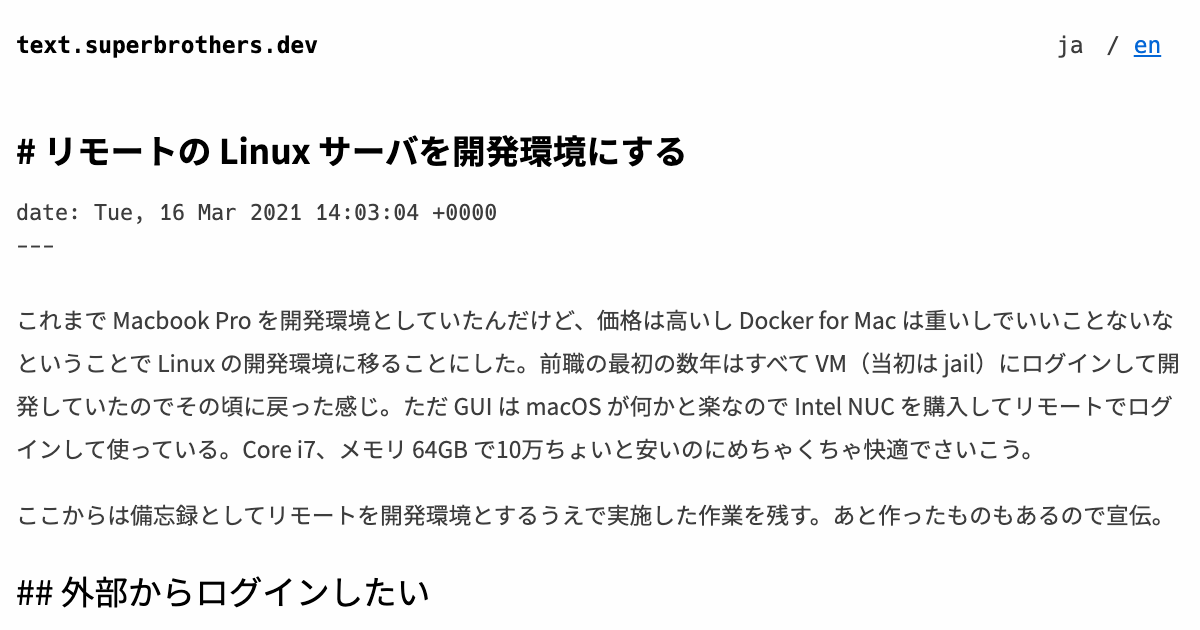 text.superbrothers.dev
ja / en
# リモートの Linux サーバを開発環境にする
date: Tue, 16 Mar 2021 14:03:04 +0000
---
これまで Macbook Pro を開発環境としていたんだけど、価格は高いし Docker for Mac は重いしでいいことないな
ということで Linux の開発環境に移ることにした。前職の最初の数年はすべて VM（当初は jail）にログインして開
発していたのでその頃に戻った感じ。ただ GUI は macOS が何かと楽なので Intel NUC を購入してリモートでログ
インして使っている。Core i7、メモリ 64GB で10万ちょいと安いのにめちゃくちゃ快適でさいこう。
ここからは備忘録としてリモートを開発環境とするうえで実施した作業を残す。あと作ったものもあるので宣伝。
## 外部からログインしたい